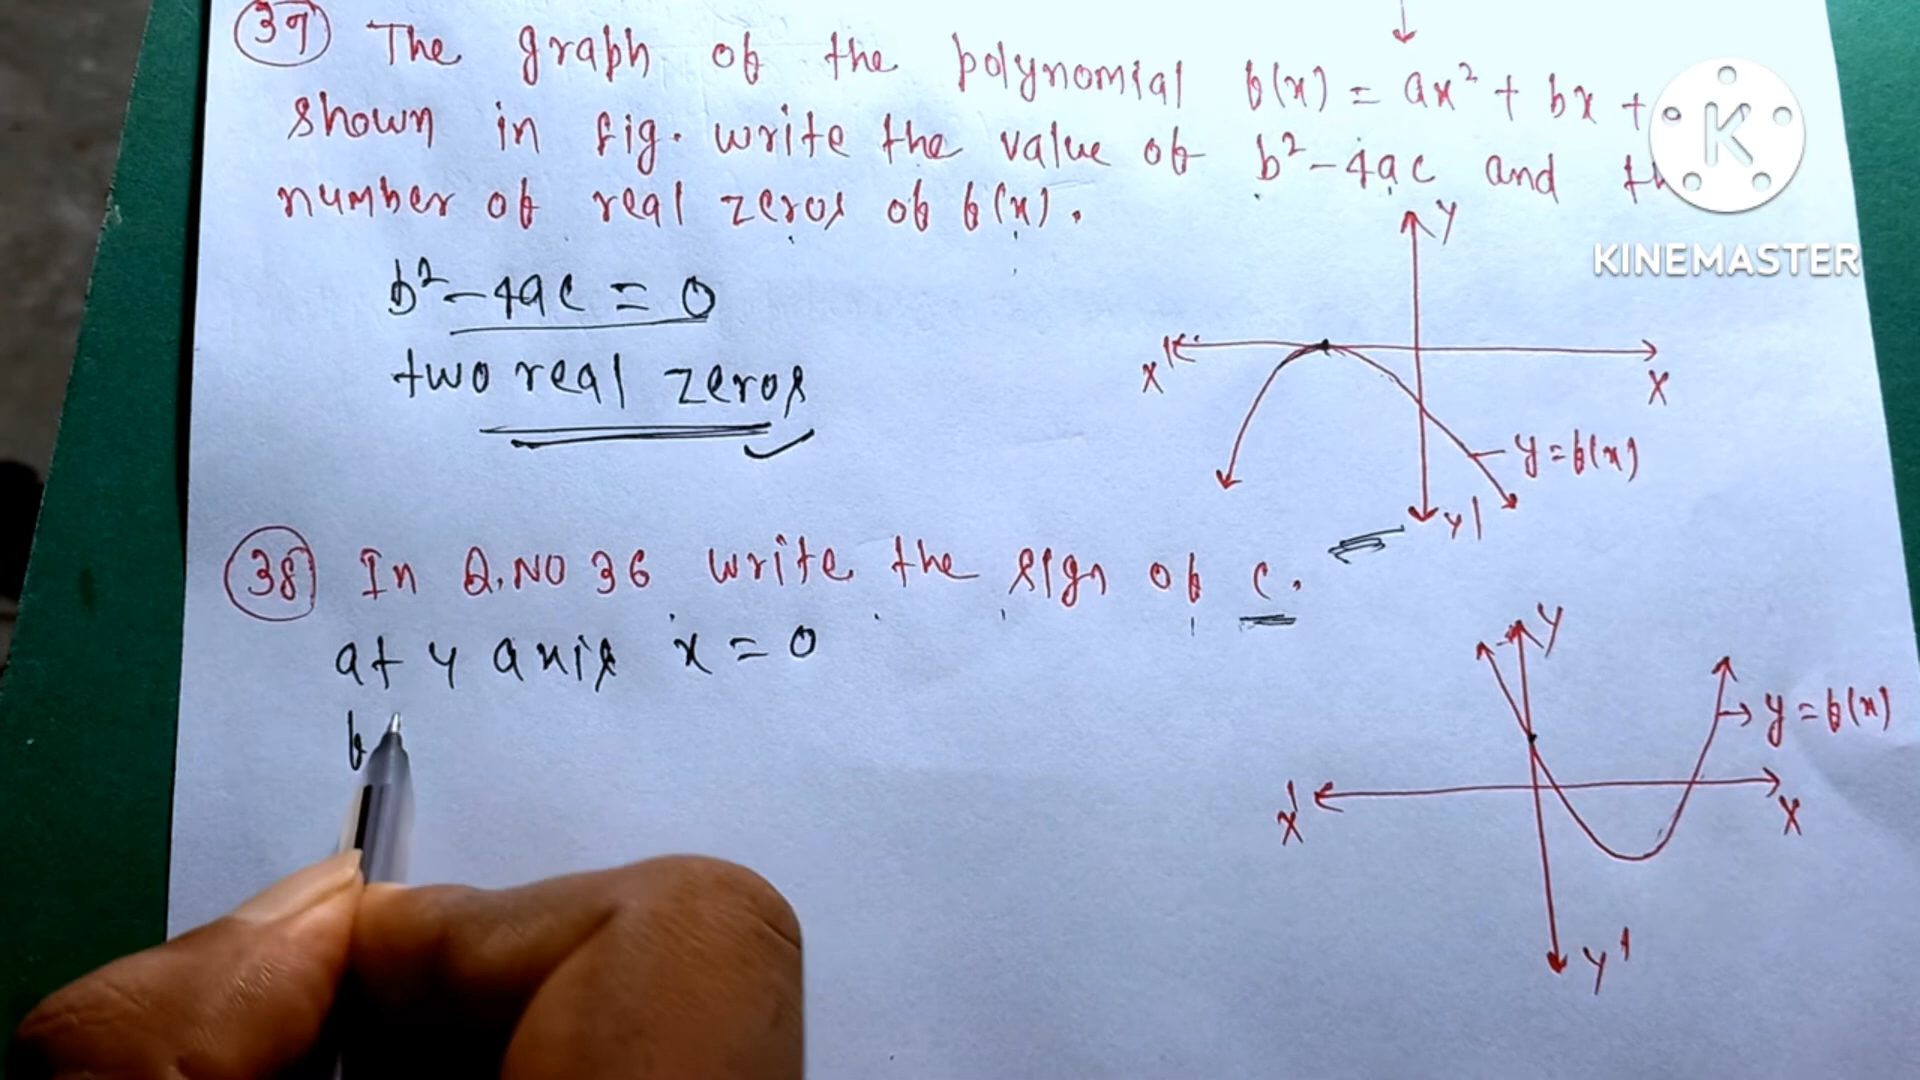 37 The graph of the polynomial f(x) = ax² + bx +
shown in fig. write the value of b² - 4ac and
number of real zeros of f(x).
b² - 4ac = 0
two real zeros
Y
X'
X
y = f(x)
Y'
K
KINEMASTER
38 In Q.NO 36 write the sign of c.
at y axis x = 0
Y
y = f(x)
X'
X
Y'